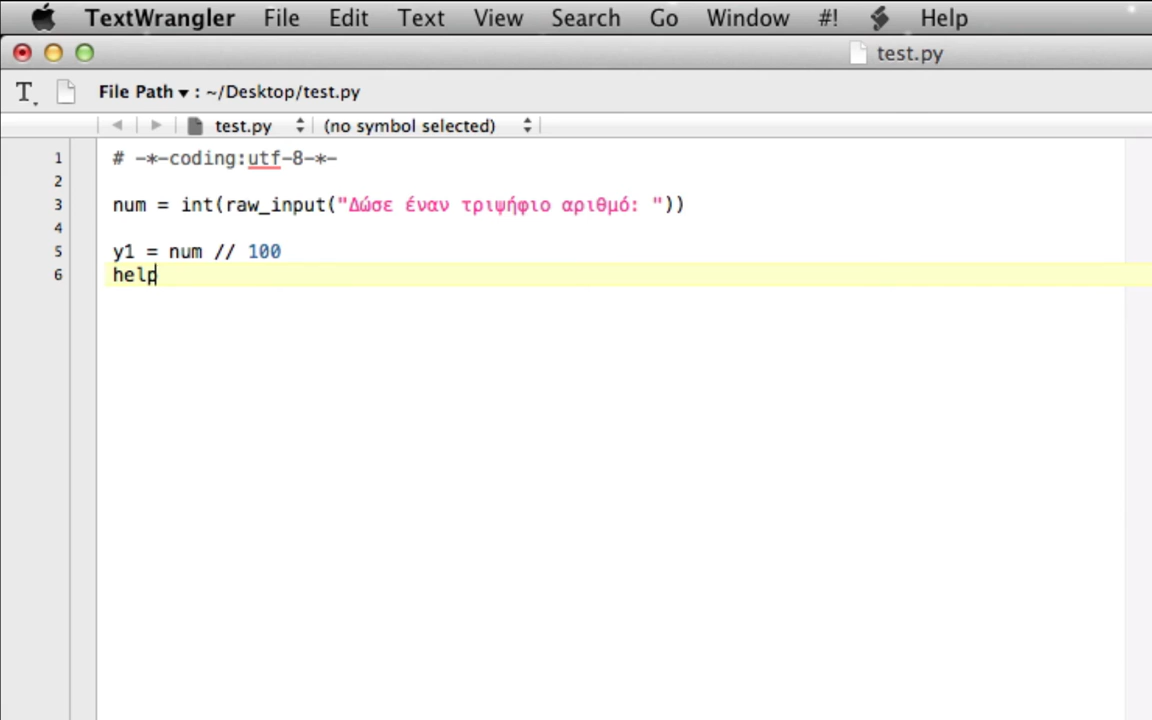 TextWrangler File Edit Text View Search Go Window #! Help
test.py
File Path ▾ : ~/Desktop/test.py
test.py (no symbol selected)
1 # -*-coding:utf-8-*-
2
3 num = int(raw_input("Δώσε έναν τριψήφιο αριθμό: "))
4
5 y1 = num // 100
6 help